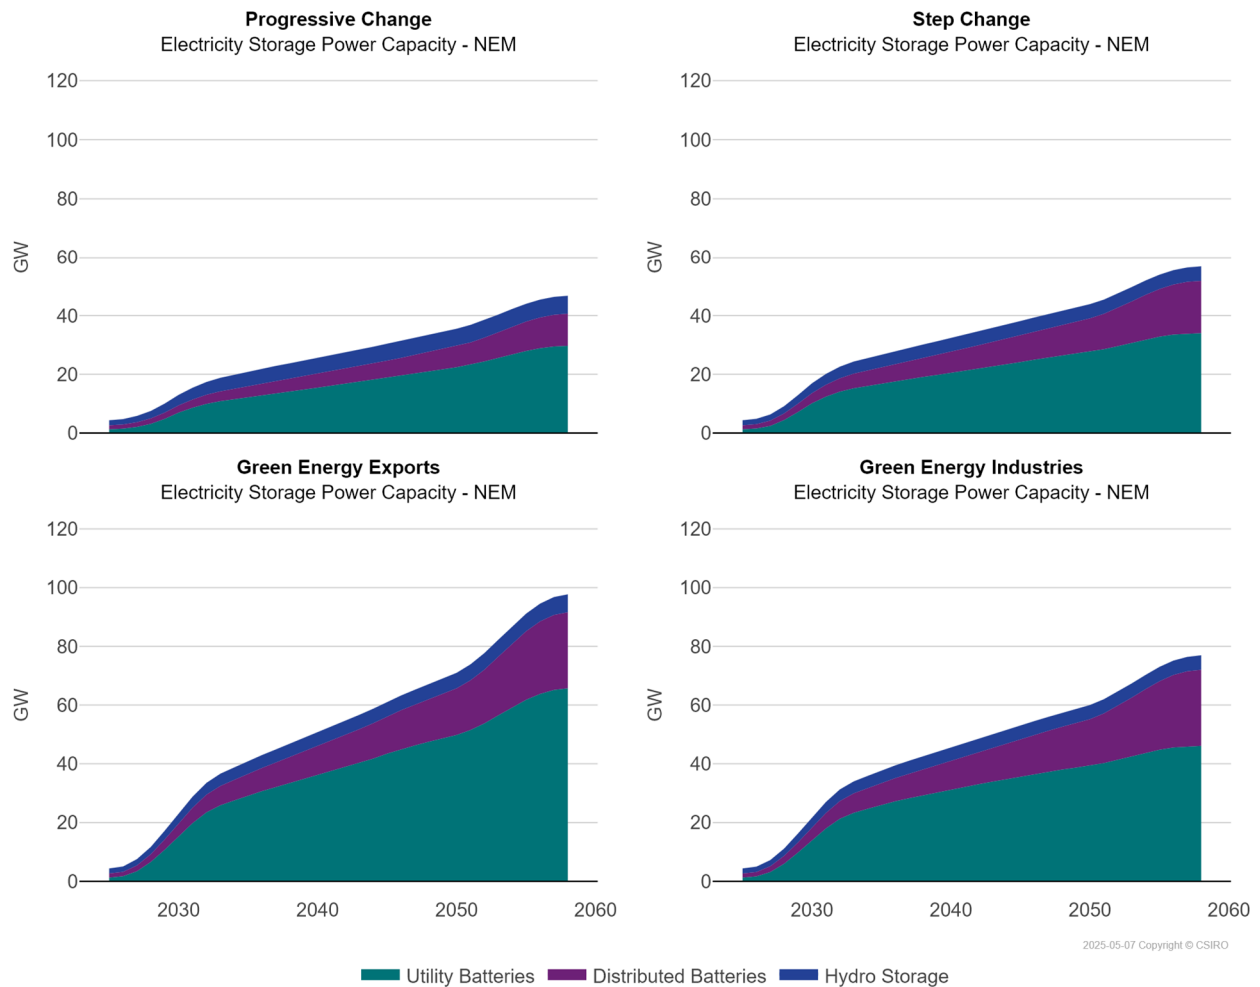 Progressive Change
Electricity Storage Power Capacity - NEM
120
100
80
60
40
20
0
GW
Step Change
Electricity Storage Power Capacity - NEM
120
100
80
60
40
20
0
GW
Green Energy Exports
Electricity Storage Power Capacity - NEM
120
100
80
60
40
20
0
GW
2030 2040 2050 2060
Green Energy Industries
Electricity Storage Power Capacity - NEM
120
100
80
60
40
20
0
GW
2030 2040 2050 2060
2025-05-07 Copyright © CSIRO
Utility Batteries Distributed Batteries Hydro Storage